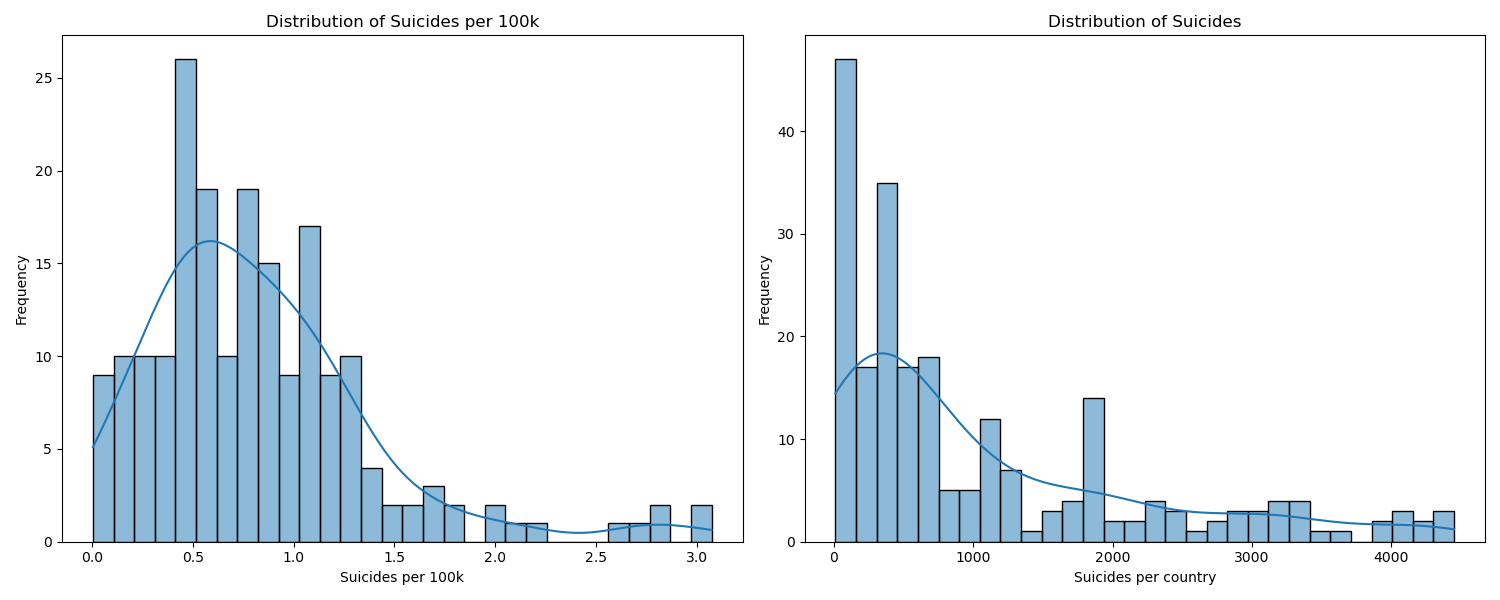 Distribution of Suicides per 100k
Frequency
25
20
15
10
5
0
0.0 0.5 1.0 1.5 2.0 2.5 3.0
Suicides per 100k
Distribution of Suicides
Frequency
40
30
20
10
0
0 1000 2000 3000 4000
Suicides per country